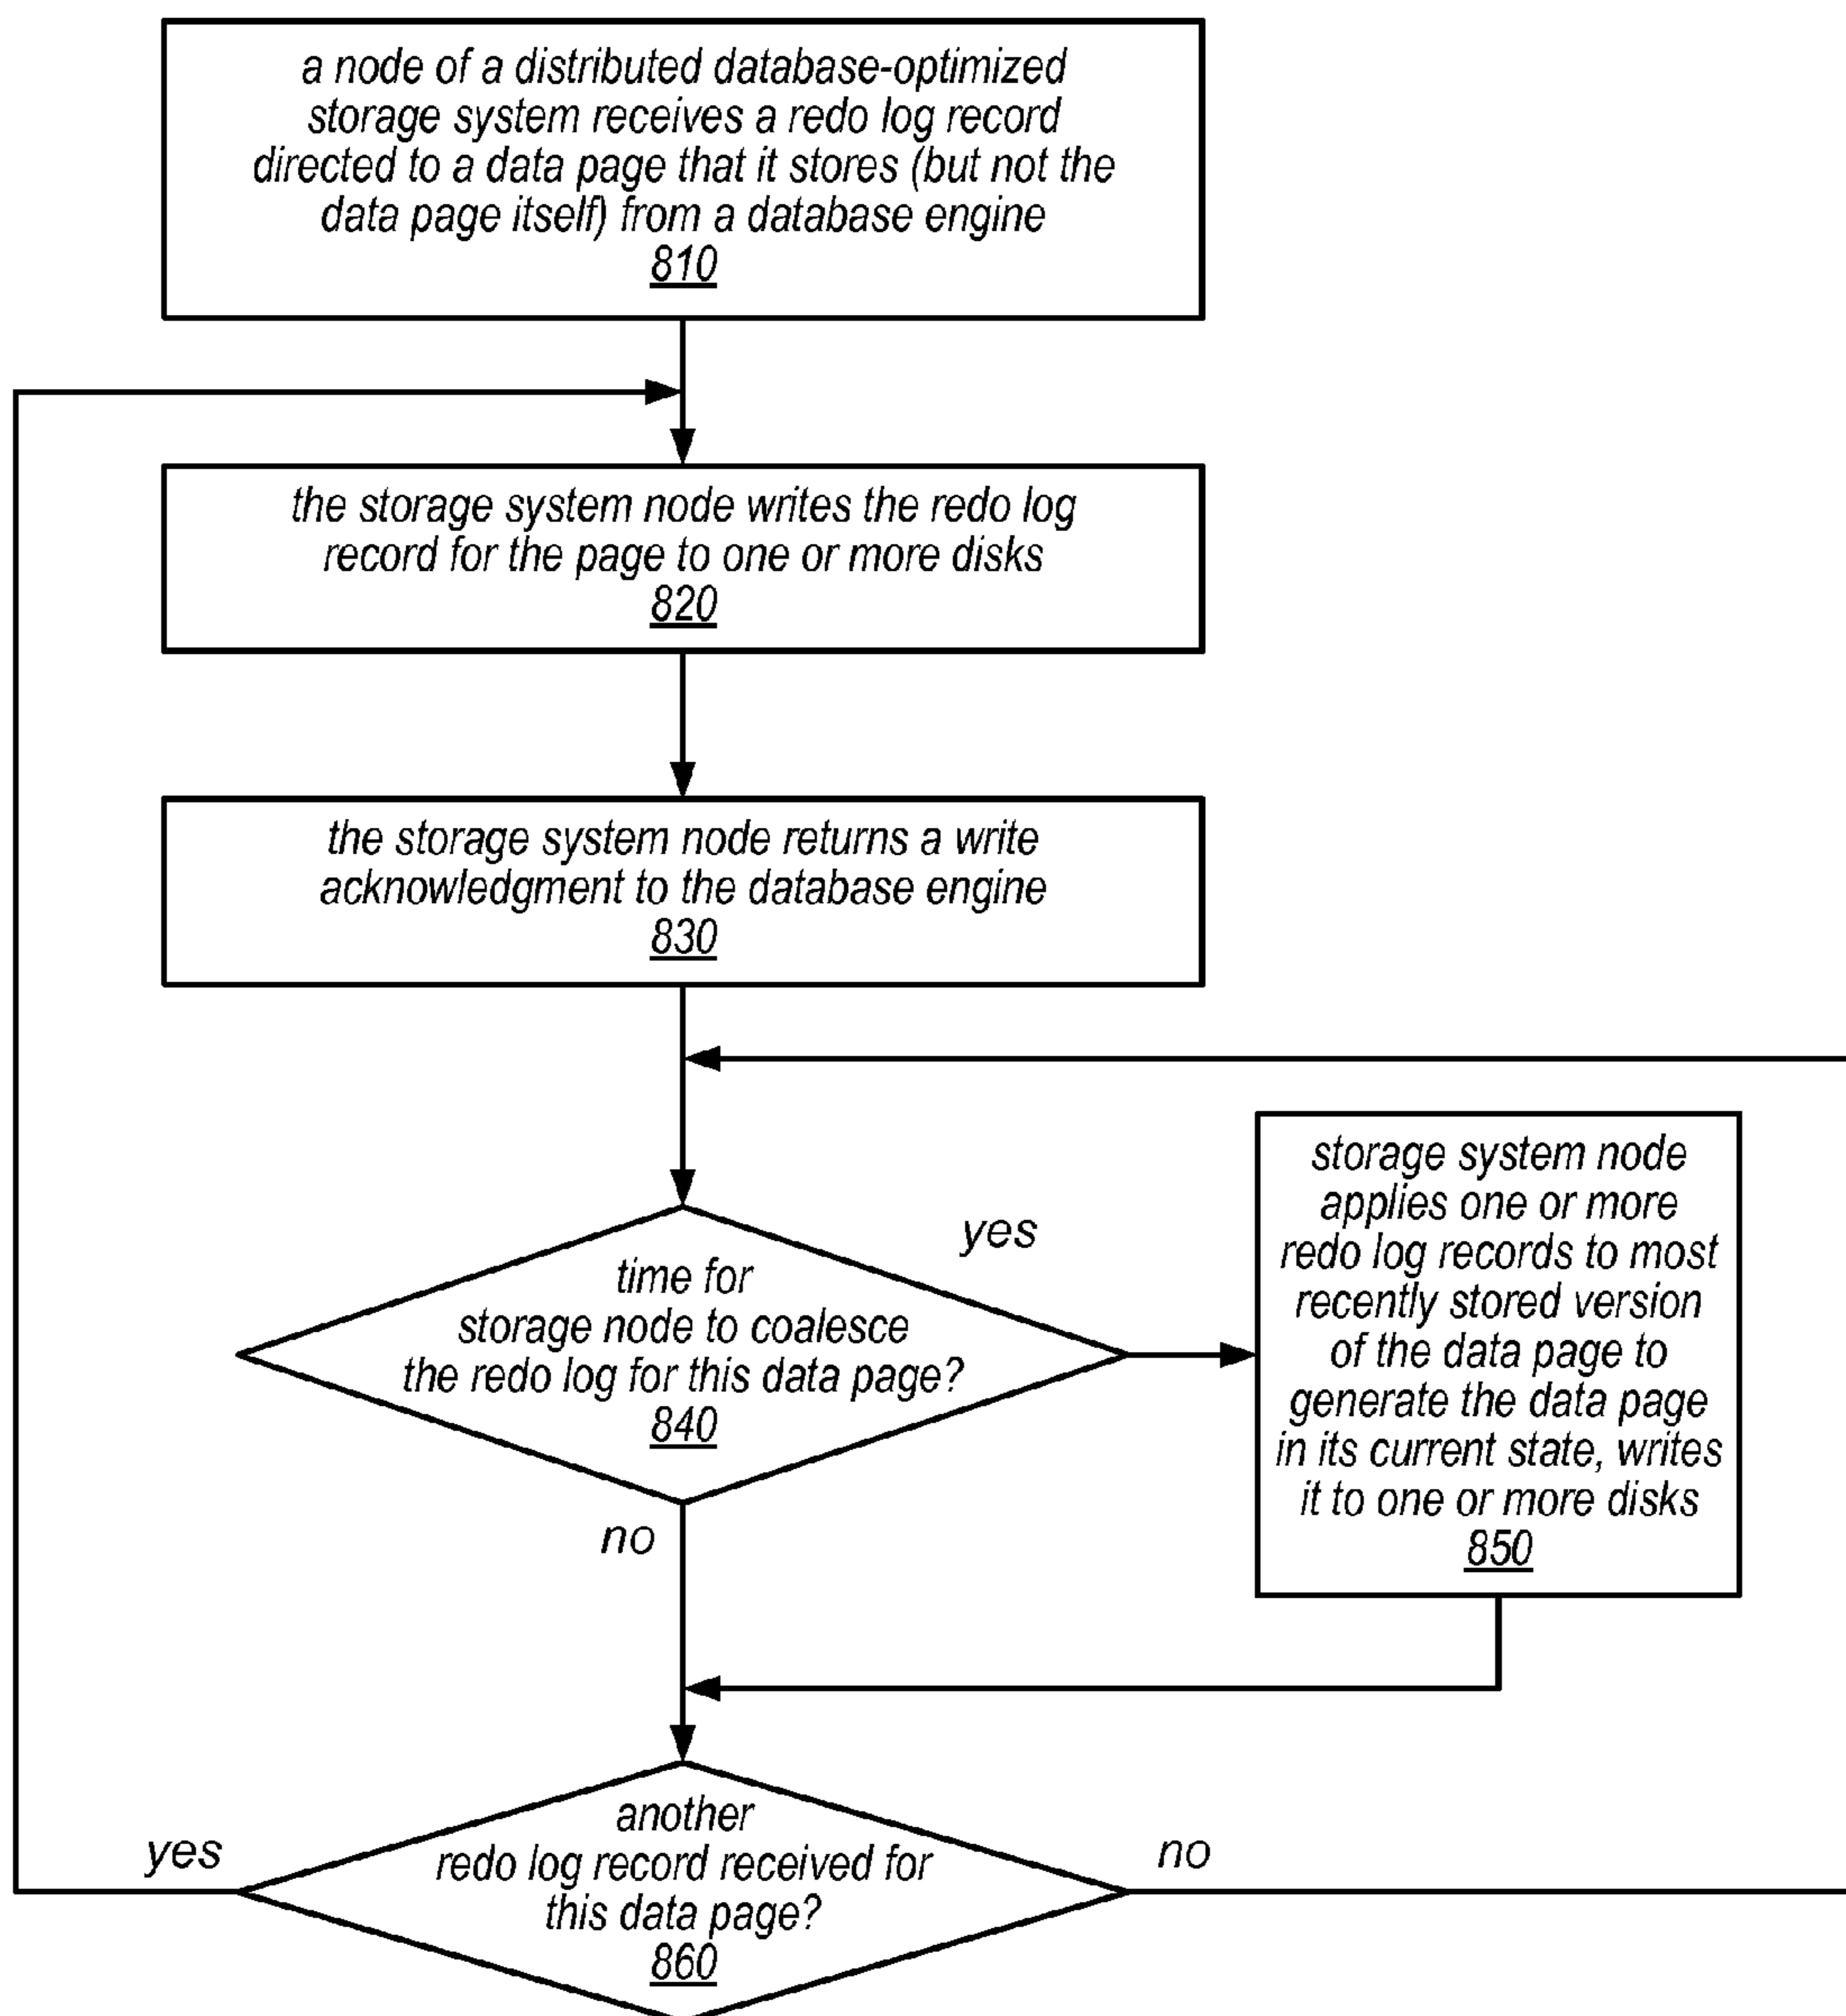 a node of a distributed database-optimized
storage system receives a redo log record
directed to a data page that it stores (but not the
data page itself) from a database engine
810
the storage system node writes the redo log
record for the page to one or more disks
820
the storage system node returns a write
acknowledgment to the database engine
830
time for
storage node to coalesce
the redo log for this data page?
840
yes
no
storage system node
applies one or more
redo log records to most
recently stored version
of the data page to
generate the data page
in its current state, writes
it to one or more disks
850
another
redo log record received for
this data page?
860
yes
no